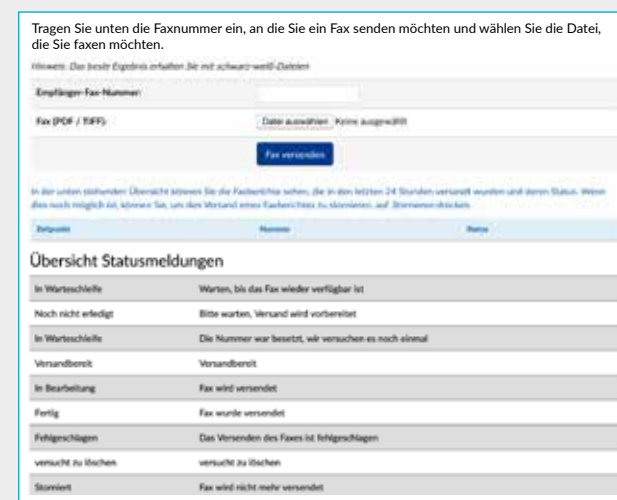 Tragen Sie unten die Faxnummer ein, an die Sie ein Fax senden möchten und wählen Sie die Datei,
die Sie faxen möchten.
Hinweis: Das beste Ergebnis erhalten Sie mit schwarz-weiß-Dateien
Empfänger-Fax-Nummer:
Fax (PDF / TIFF): Datei auswählen Keine ausgewählt
Fax versenden
In der unten stehenden Übersicht können Sie die Faxberichte sehen, die in den letzten 24 Stunden versandt wurden und deren Status. Wenn
dies noch möglich ist, können Sie, um den Versand eines Faxberichtes zu stornieren, auf Stornieren drücken.
Zeitpunkt Nummer Status
Übersicht Statusmeldungen
In Warteschleife Warten, bis das Fax wieder verfügbar ist
Noch nicht erledigt Bitte warten, Versand wird vorbereitet
In Warteschleife Die Nummer war besetzt, wir versuchen es noch einmal
Versandbereit Versandbereit
In Bearbeitung Fax wird versendet
Fertig Fax wurde versendet
Fehlgeschlagen Das Versenden des Faxes ist fehlgeschlagen
versucht zu löschen versucht zu löschen
Storniert Fax wird nicht mehr versendet